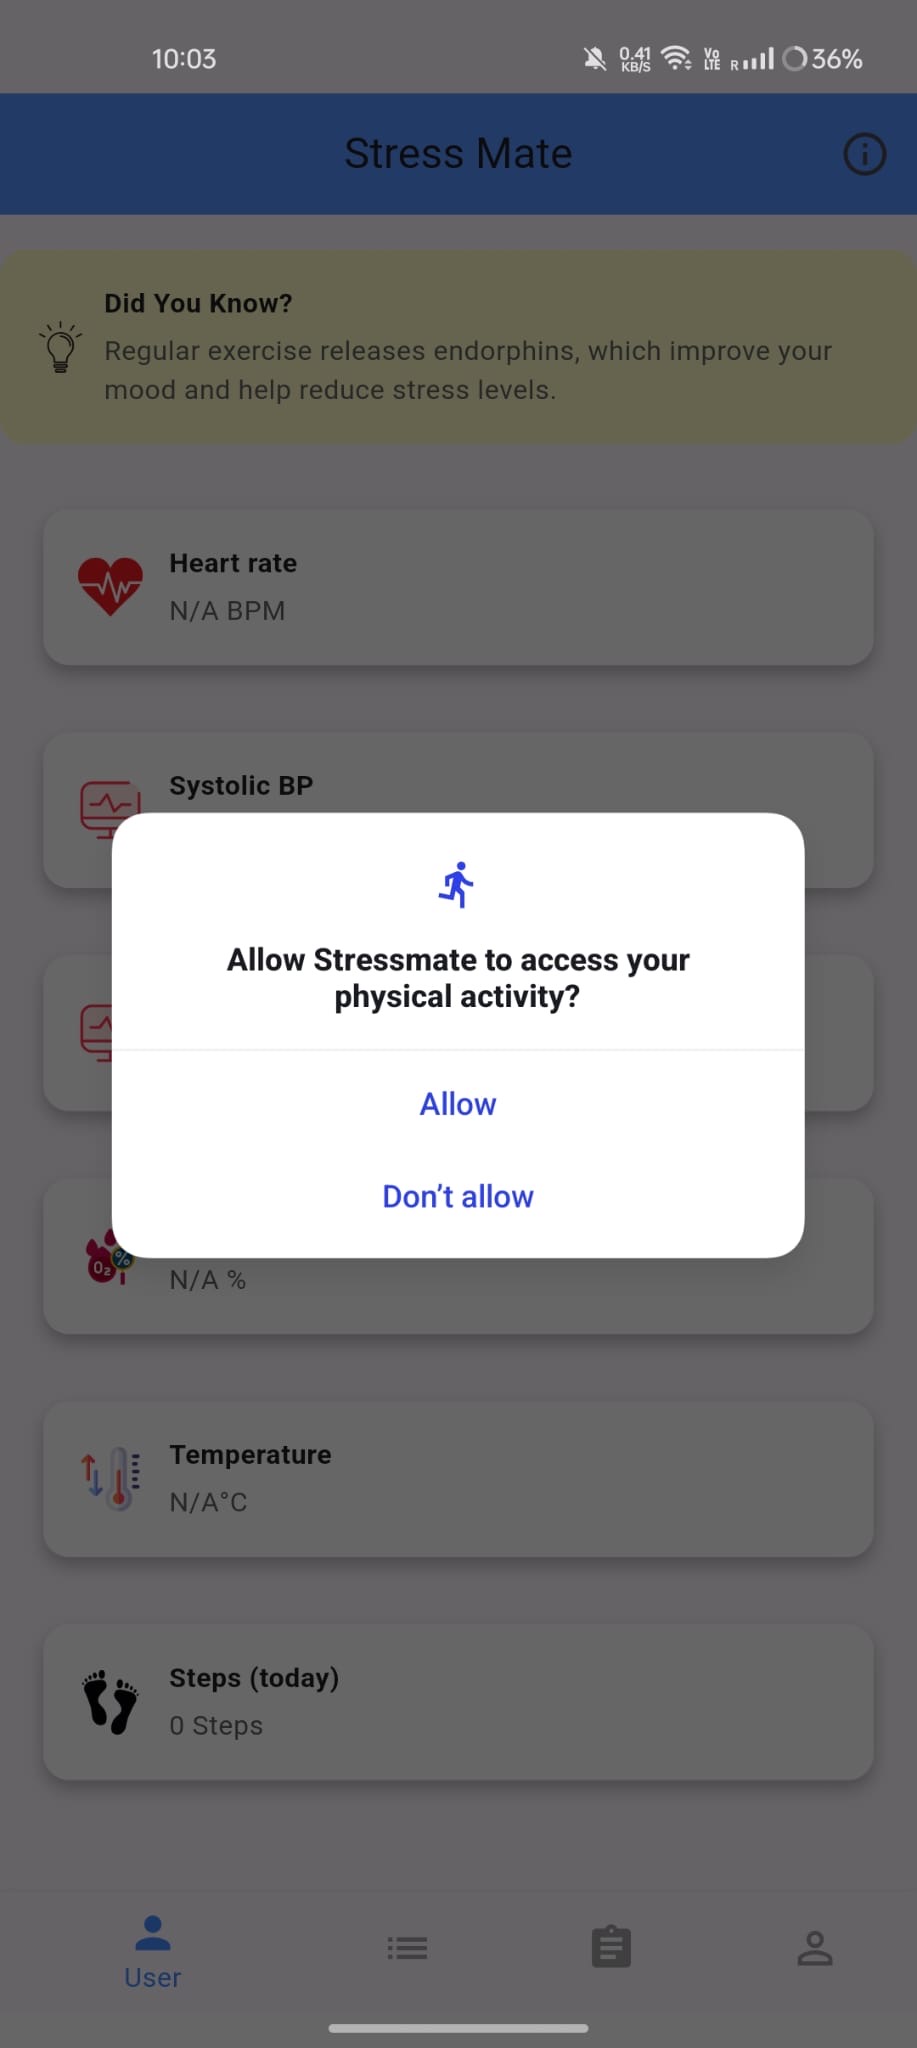 10:03
0.41
KB/S
Vo
LTE
R
36%
Stress Mate
Did You Know?
Regular exercise releases endorphins, which improve your
mood and help reduce stress levels.
Heart rate
N/A BPM
Systolic BP
Allow Stressmate to access your
physical activity?
Allow
Don’t allow
O₂
%
N/A %
Temperature
N/A°C
Steps (today)
0 Steps
User